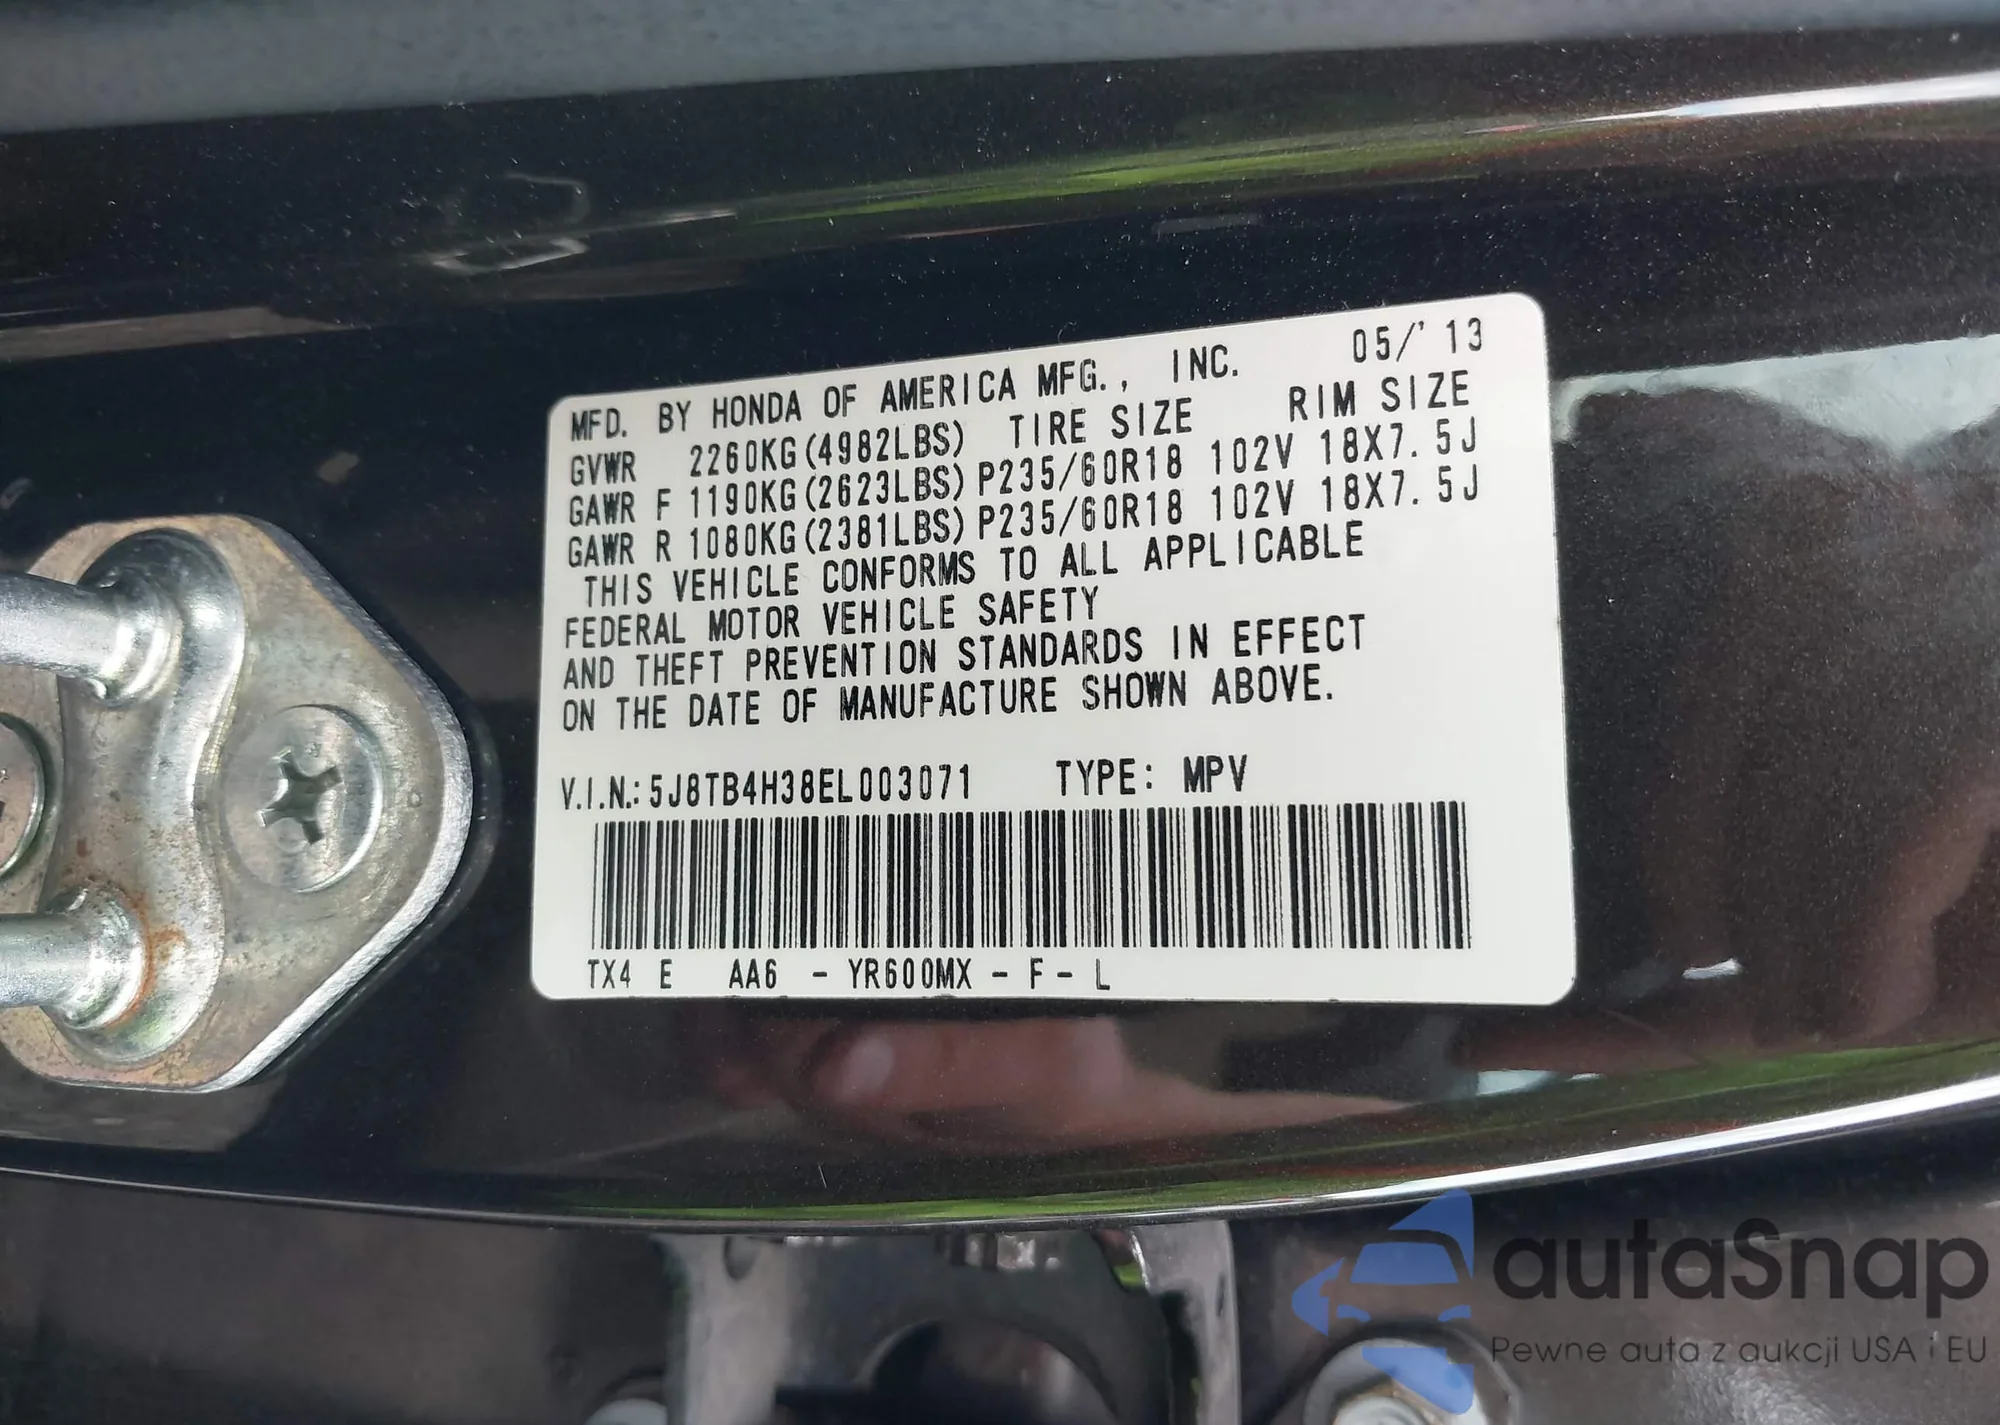 MFD. BY HONDA OF AMERICA MFG., INC. 05/'13
GVWR 2260KG(4982LBS) TIRE SIZE RIM SIZE
GAWR F 1190KG(2623LBS) P235/60R18 102V 18X7.5J
GAWR R 1080KG(2381LBS) P235/60R18 102V 18X7.5J
THIS VEHICLE CONFORMS TO ALL APPLICABLE
FEDERAL MOTOR VEHICLE SAFETY
AND THEFT PREVENTION STANDARDS IN EFFECT
ON THE DATE OF MANUFACTURE SHOWN ABOVE.
V.I.N.: 5J8TB4H38EL003071 TYPE: MPV
TX4 E AA6 - YR600MX - F - L
autaSnap
Pewne auta z aukcji USA i EU